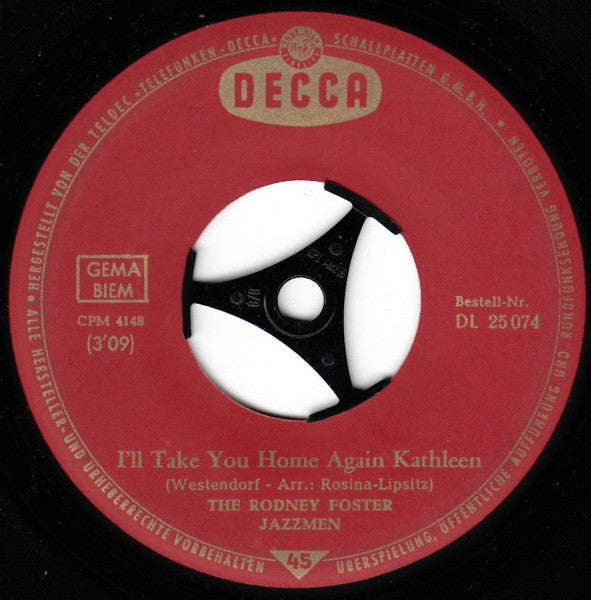 • HERGESTELLT VON DER TELDEC »TELEFUNKEN-DECCA« SCHALLPLATTEN G.M.B.H. •
DECCA
GEMA
BIEM
CPM 4148
(3'09)
Bestell-Nr.
DL 25 074
I'll Take You Home Again Kathleen
(Westendorf - Arr.: Rosina-Lipsitz)
THE RODNEY FOSTER
JAZZMEN
• ALLE HERSTELLER- UND URHEBERRECHTE VORBEHALTEN
45
ÜBERSPIELUNG, ÖFFENTLICHE AUFFÜHRUNG UND RUNDFUNKSENDUNG VERBOTEN